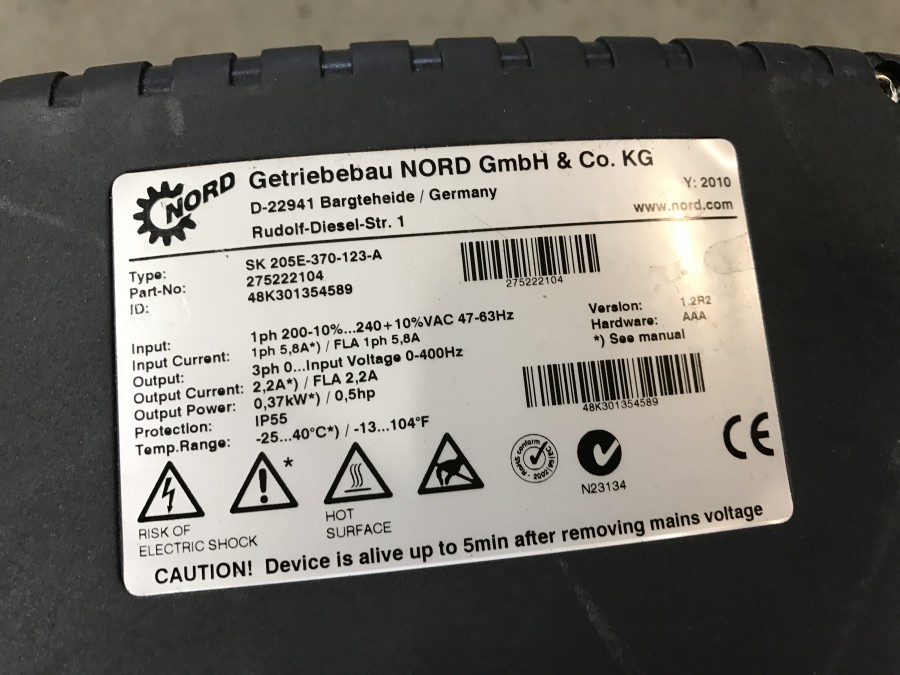 NORD
Getriebebau NORD GmbH & Co. KG
D-22941 Bargteheide / Germany
Y: 2010
Rudolf-Diesel-Str. 1
www.nord.com
Type: SK 205E-370-123-A
Part-No: 275222104
ID: 48K301354589
275222104
Input: 1ph 200-10%...240+10%VAC 47-63Hz
Input Current: 1ph 5,8A*) / FLA 1ph 5,8A
Output: 3ph 0...Input Voltage 0-400Hz
Output Current: 2,2A*) / FLA 2,2A
Output Power: 0,37kW*) / 0,5hp
Protection: IP55
Temp.Range: -25...40°C*) / -13...104°F
Version: 1.2R2
Hardware: AAA
*) See manual
48K301354589
CE
*
RoHS conform
N23134
RISK OF
ELECTRIC SHOCK
HOT
SURFACE
CAUTION! Device is alive up to 5min after removing mains voltage